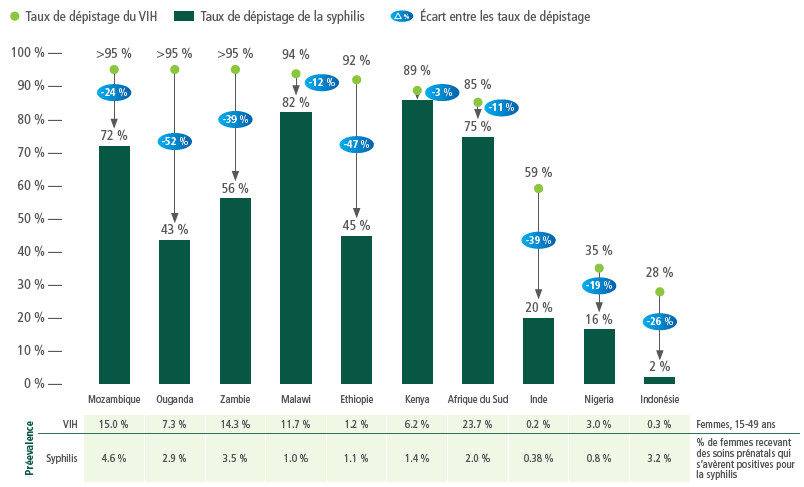 Taux de dépistage du VIH Taux de dépistage de la syphilis △ % Écart entre les taux de dépistage
100 % >95 % >95 % >95 % 94 % 92 % 89 % 85 % 59 % 35 % 28 %
90 % -24 % -52 % -39 % -12 % -47 % -3 % -11 % -39 % -19 % -26 %
80 % 72 % 43 % 56 % 82 % 45 % 75 % 20 % 16 % 2 %
70 %
60 %
50 %
40 %
30 %
20 %
10 %
0 %
Mozambique Ouganda Zambie Malawi Ethiopie Kenya Afrique du Sud Inde Nigeria Indonésie
Préevalence
VIH 15.0 % 7.3 % 14.3 % 11.7 % 1.2 % 6.2 % 23.7 % 0.2 % 3.0 % 0.3 % Femmes, 15-49 ans
Syphilis 4.6 % 2.9 % 3.5 % 1.0 % 1.1 % 1.4 % 2.0 % 0.38 % 0.8 % 3.2 %
% de femmes recevant
des soins prénatals qui
s'avèrent positives pour
la syphilis